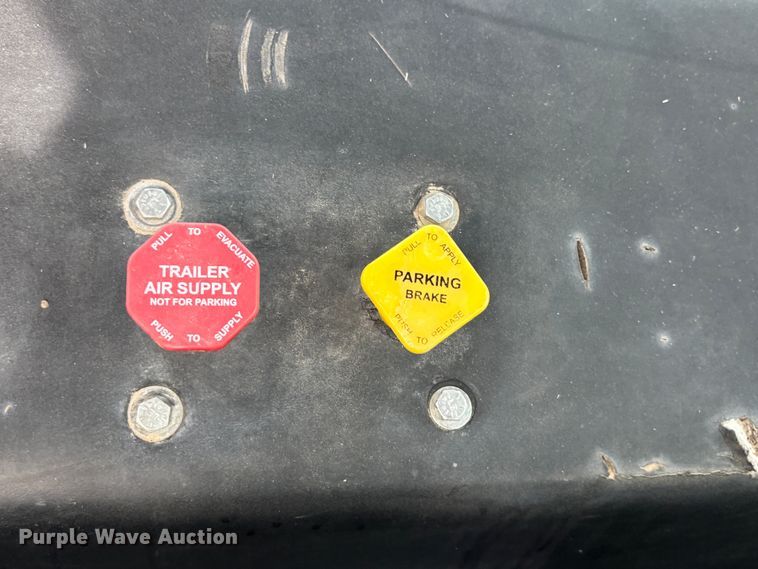 PULL TO EVACUATE
TRAILER
AIR SUPPLY
NOT FOR PARKING
PUSH TO SUPPLY
PULL TO APPLY
PARKING
BRAKE
PUSH TO RELEASE
Purple Wave Auction